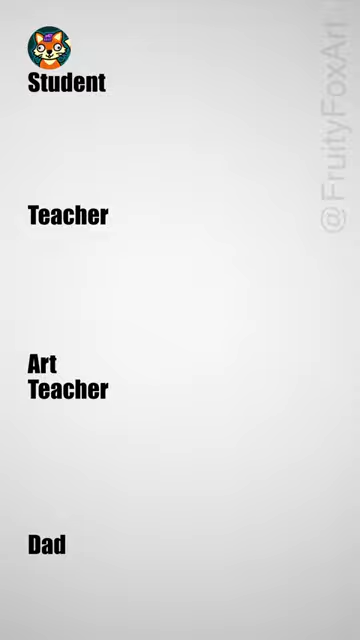 Student
Teacher
Art
Teacher
Dad
@FruityFoxArt